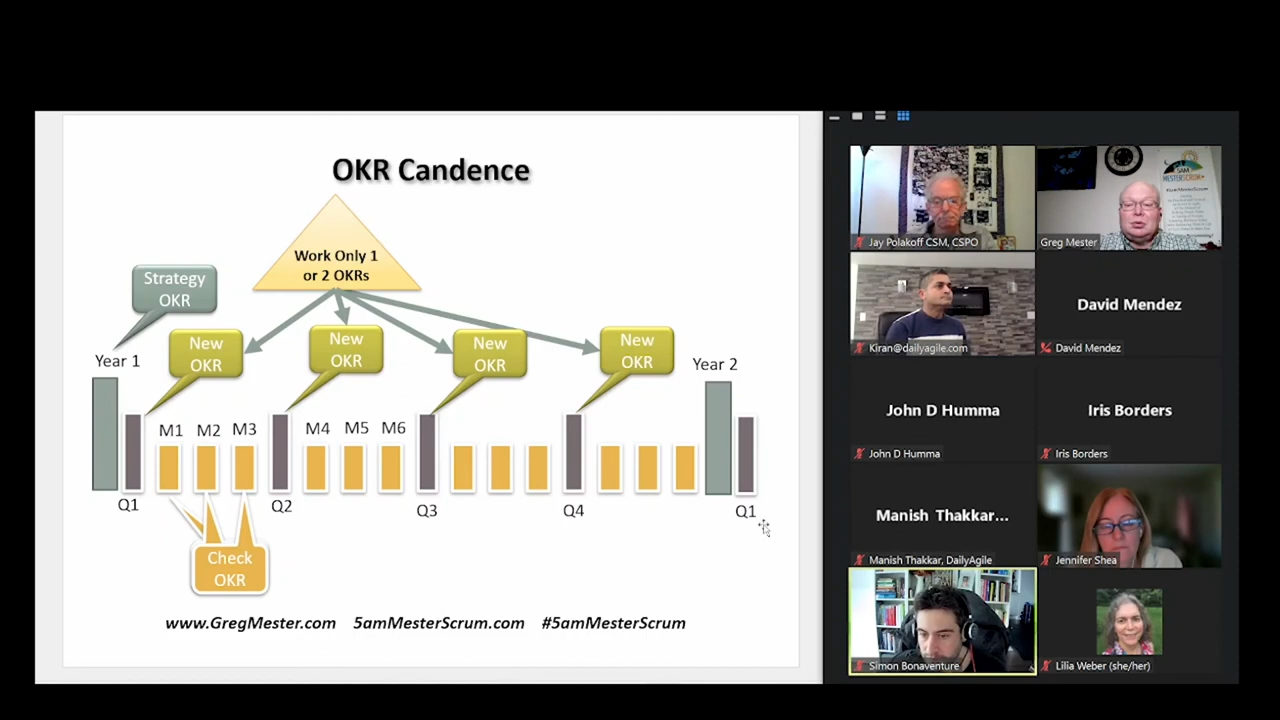 OKR Candence
Work Only 1
or 2 OKRs
Strategy
OKR
New
OKR
New
OKR
New
OKR
New
OKR
Year 1
Year 2
M1
M2
M3
M4
M5
M6
Q1
Q2
Q3
Q4
Q1
Check
OKR
www.GregMester.com
5amMesterScrum.com
#5amMesterScrum
Jay Polakoff CSM, CSPO
5AM
MESTERSCRUM
Greg Mester
Kiran@dailyagile.com
David Mendez
David Mendez
John D Humma
John D Humma
Iris Borders
Iris Borders
Manish Thakkar...
Manish Thakkar, DailyAgile
Jennifer Shea
Simon Bonaventure
Lilia Weber (she/her)